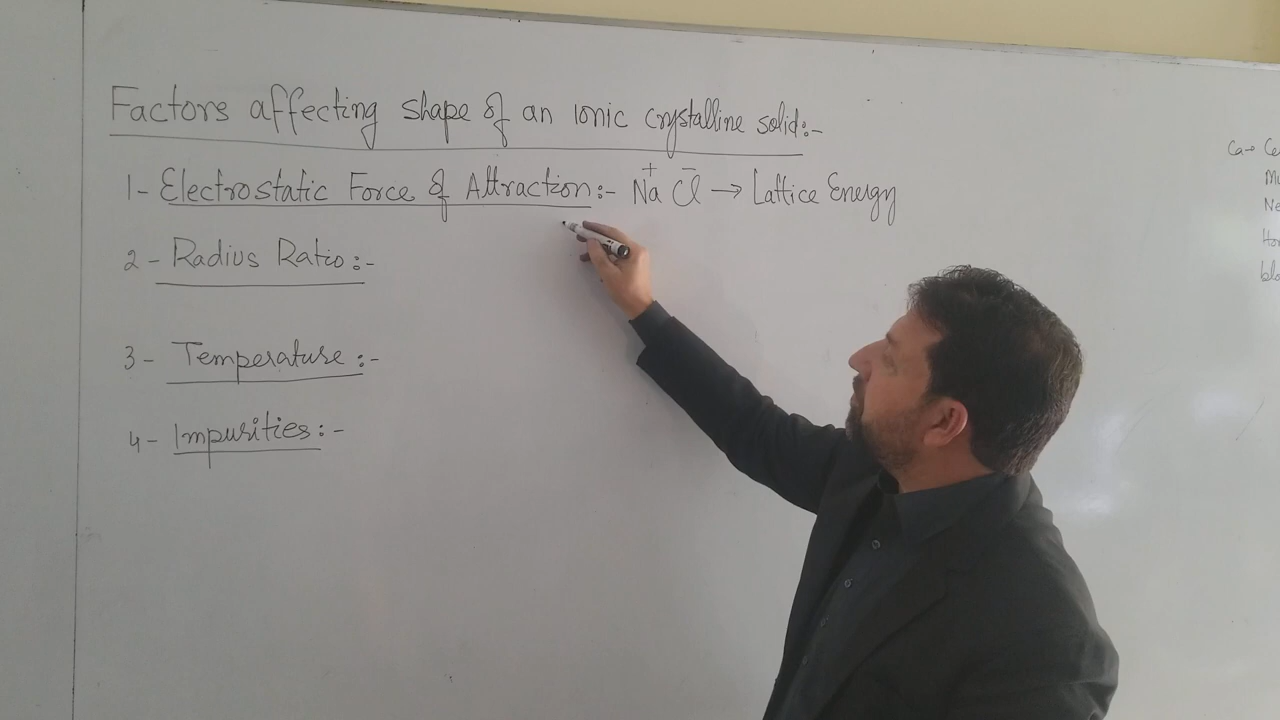 Factors affecting shape of an ionic crystalline solid:-
1- Electrostatic Force of Attraction:- Na⁺ Cl⁻ → Lattice Energy
2- Radius Ratio:-
3- Temperature:-
4- Impurities:-
Ca→